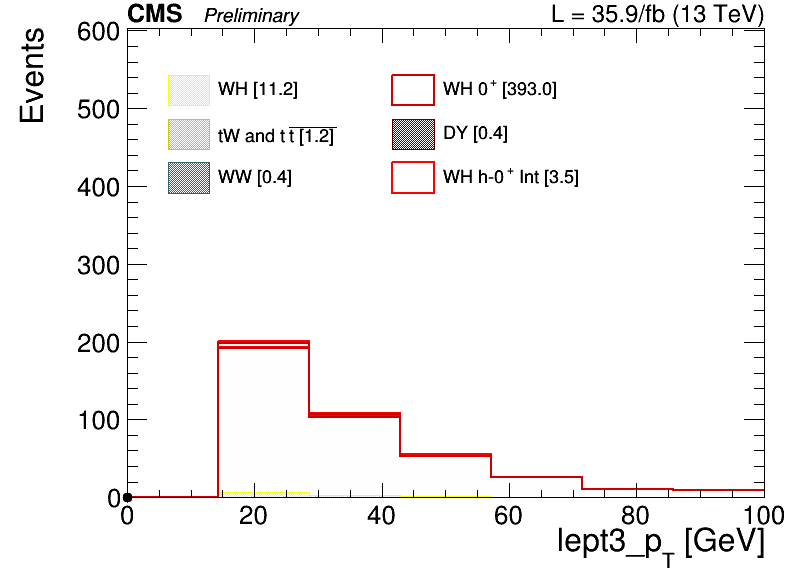 CMS Preliminary L = 35.9/fb (13 TeV)
Events
600
500
400
300
200
100
0
WH [11.2]
WH 0⁺ [393.0]
tW and t t̅ [1.2]
DY [0.4]
WW [0.4]
WH h-0⁺ Int [3.5]
0 20 40 60 80 100
lept3_p_T [GeV]